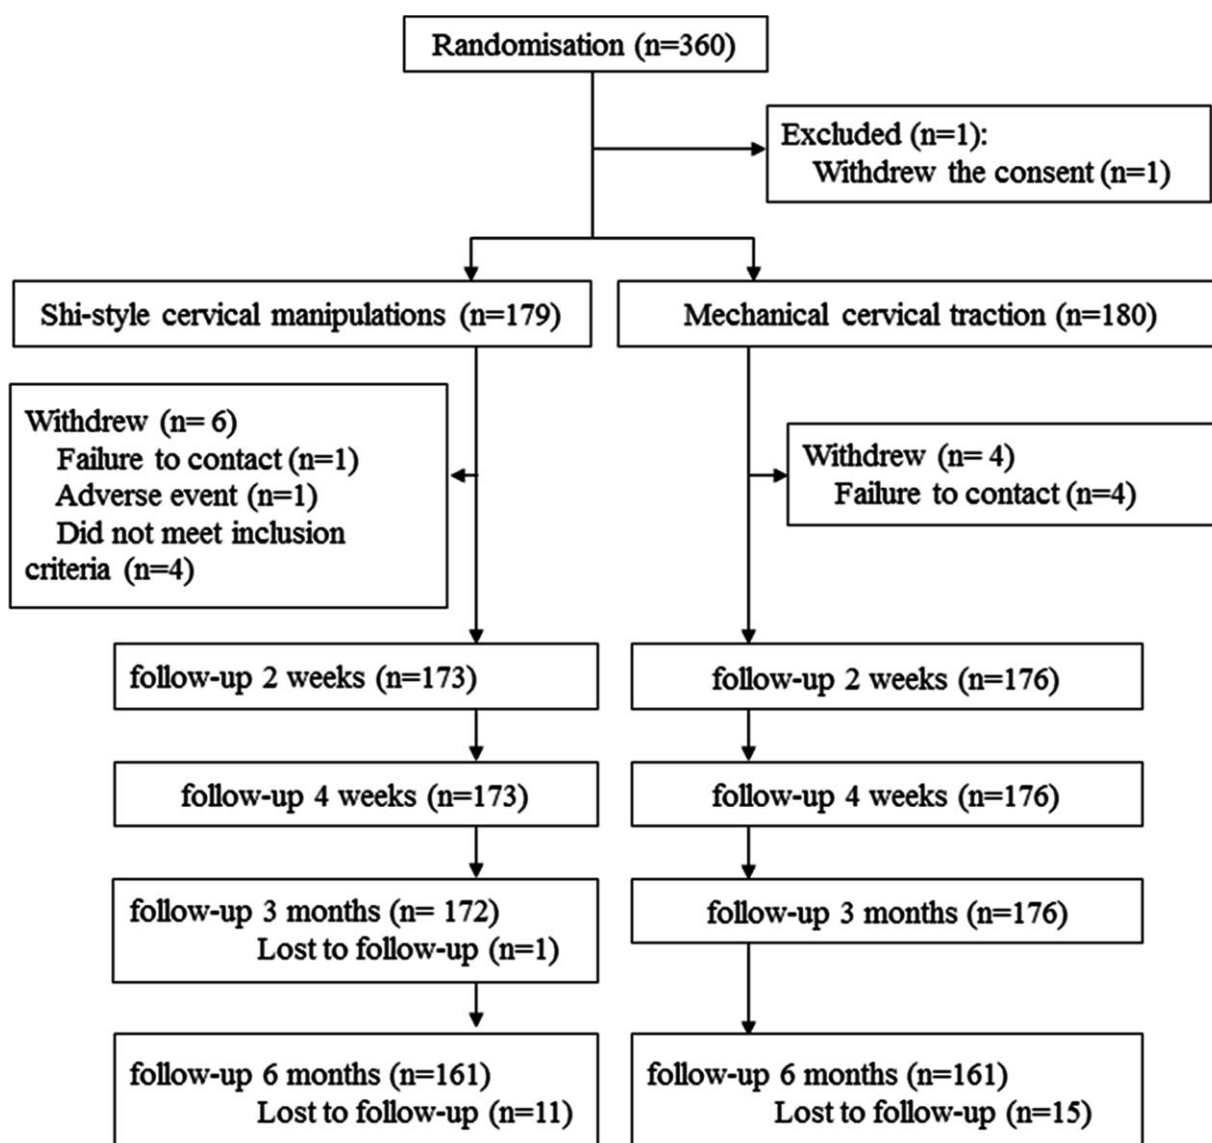 Randomisation (n=360)
Excluded (n=1):
Withdrew the consent (n=1)
Shi-style cervical manipulations (n=179)
Mechanical cervical traction (n=180)
Withdrew (n= 6)
Failure to contact (n=1)
Adverse event (n=1)
Did not meet inclusion
criteria (n=4)
Withdrew (n= 4)
Failure to contact (n=4)
follow-up 2 weeks (n=173)
follow-up 2 weeks (n=176)
follow-up 4 weeks (n=173)
follow-up 4 weeks (n=176)
follow-up 3 months (n= 172)
Lost to follow-up (n=1)
follow-up 3 months (n=176)
follow-up 6 months (n=161)
Lost to follow-up (n=11)
follow-up 6 months (n=161)
Lost to follow-up (n=15)